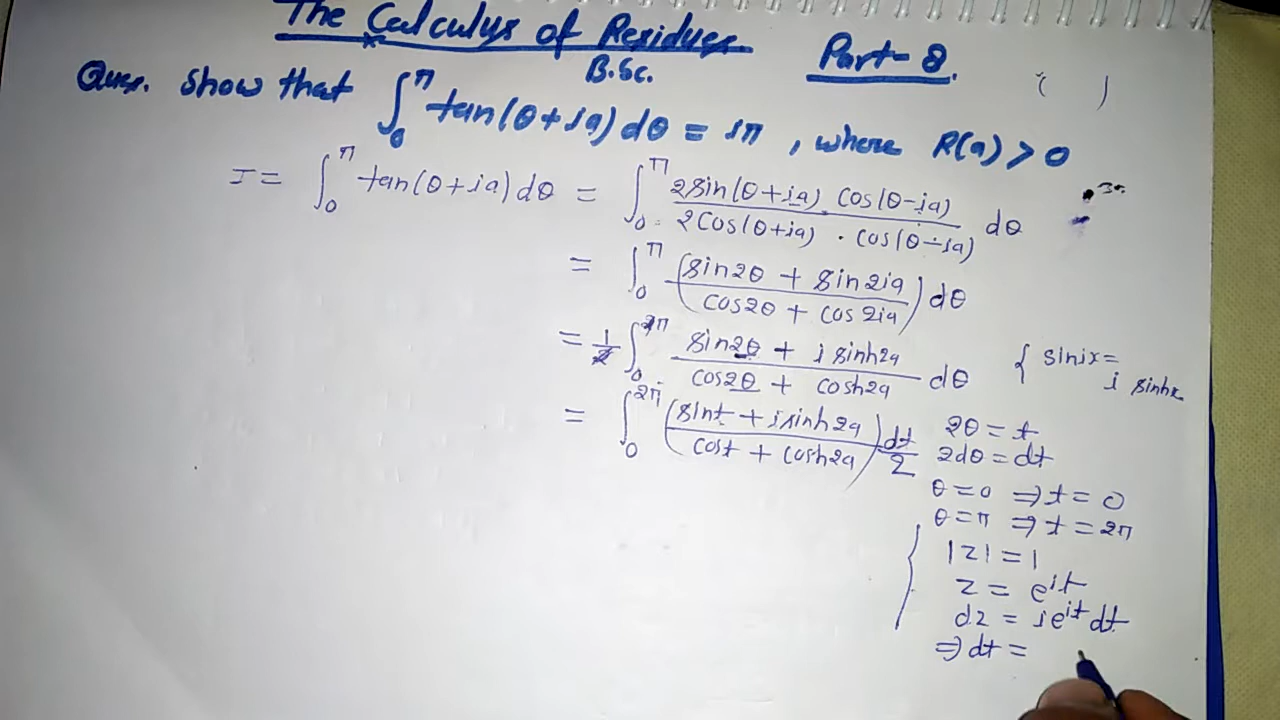 The Calculus of Residues Part-8.
B.Sc.
Ques. Show that ∫₀^π tan(θ+ia) dθ = iπ, where R(a) > 0
( )
I = ∫₀^π tan(θ+ia) dθ = ∫₀^π 2sin(θ+ia) cos(θ-ia) / 2cos(θ+ia) · cos(θ-ia) dθ
= ∫₀^π (sin2θ + sin2ia / cos2θ + cos2ia) dθ
= 1/2 ∫₀^2π sin2θ + i sinh2a / cos2θ + cosh2a dθ { sinix = i sinhx
= ∫₀^2π (sint + isinh2a / cost + cosh2a) dt/2
2θ = t
2dθ = dt
θ = 0 ⇒ t = 0
θ = π ⇒ t = 2π
|z| = 1
z = e^it
dz = ie^it dt
⇒ dt =